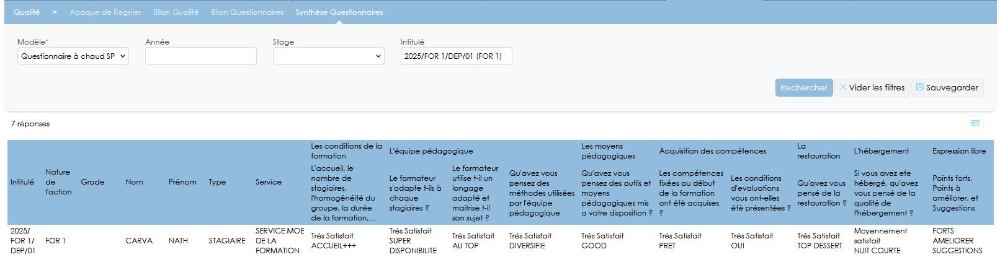 Qualité > Abaque de Regnier Bilan Qualité Bilan Questionnaires Synthèse Questionnaires
Modèle* Année Stage Intitulé
Questionnaire à chaud SP 2025/FOR 1/DEP/01 (FOR 1)
Rechercher Vider les filtres Sauvegarder
7 réponses
Intitulé
Nature
de
l'action
Grade
Nom
Prénom
Type
Service
Les conditions de la
formation
L'accueil, le
nombre de
stagiaires,
l'homogénéité du
groupe, la durée
de la formation,....
L'équipe pédagogique
Le formateur
s'adapte t-ils à
chaque
stagiaires ?
Le formateur
utilise t-il un
langage
adapté et
maitrise t-il
son sujet ?
Qu'avez vous
pensez des
méthodes utilisées
par l'équipe
pédagogique
Les moyens
pédagogiques
Qu'avez vous
pensez des outils et
moyens
pédagogiques mis
a votre disposition ?
Acquisition des compétences
Les compétences
fixées au début
de la formation
ont étè acquises
?
Les conditions
d'evaluations
vous ont-elles
étè présentées ?
La
restauration
Qu'avez vous
pensé de la
restauration ?
L'hébergement
Si vous avez ete
hébergé, qu'avez
vous pensé de la
qualité de
l'hébergement ?
Expression libre
Points forts,
Points à
améliorer, et
Suggestions
2025/
FOR 1/
DEP/01
FOR 1
CARVA
NATH
STAGIAIRE
SERVICE MOE
DE LA
FORMATION
Trés Satisfait
ACCUEIL+++
Trés Satisfait
SUPER
DISPONIBILITE
Trés Satisfait
AU TOP
Trés Satisfait
DIVERSIFIE
Trés Satisfait
GOOD
Trés Satisfait
PRET
Trés Satisfait
OUI
Trés Satisfait
TOP DESSERT
Moyennement
satisfait
NUIT COURTE
FORTS
AMELIORER
SUGGESTIONS